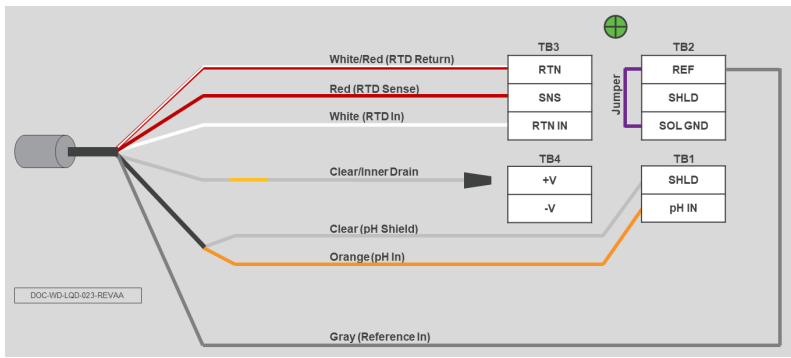 TB3
TB2
White/Red (RTD Return)
RTN
REF
Red (RTD Sense)
SNS
SHLD
Jumper
White (RTD In)
RTN IN
SOL GND
TB4
TB1
Clear/Inner Drain
+V
SHLD
-V
pH IN
Clear (pH Shield)
Orange (pH In)
DOC-WD-LQD-023-REVAA
Gray (Reference In)